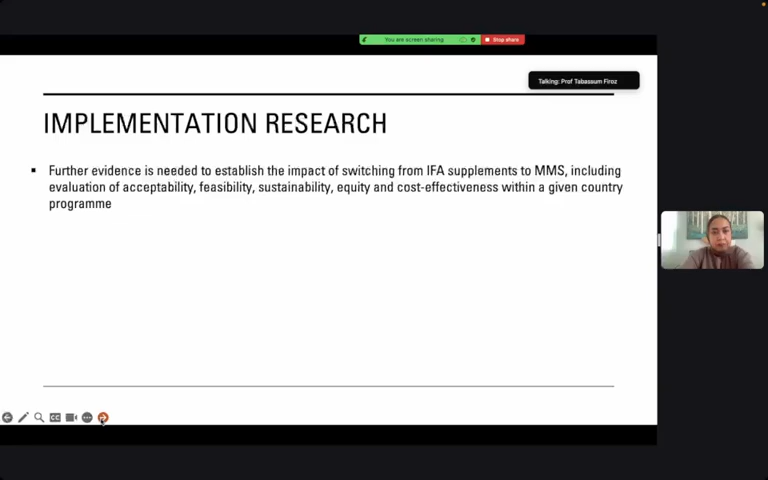 You are screen sharing
Stop share
Talking: Prof Tabassum Firoz
IMPLEMENTATION RESEARCH
▪ Further evidence is needed to establish the impact of switching from IFA supplements to MMS, including
evaluation of acceptability, feasibility, sustainability, equity and cost-effectiveness within a given country
programme
CC